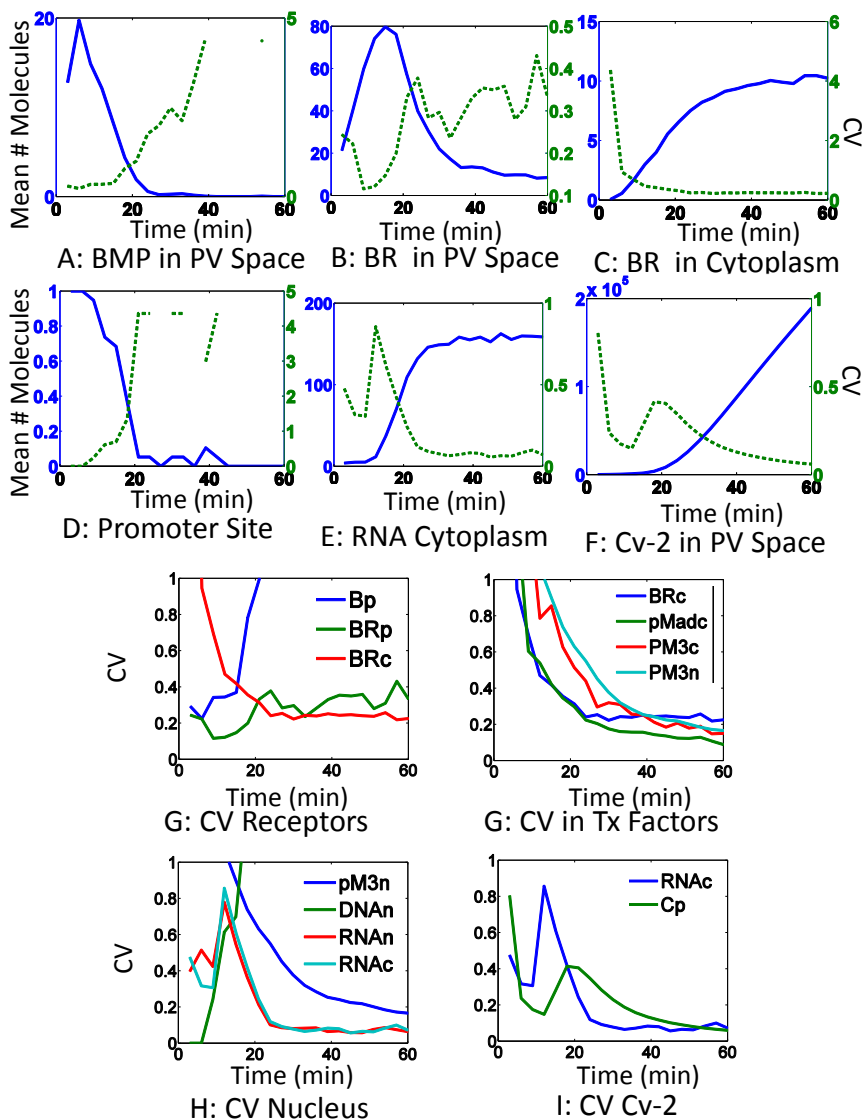 20
5
80
0.5
15
6
Mean # Molecules
60
0.4
10
4
CV
40
0.3
5
2
20
0.2
0
0
0
0.1
0
0
0 20 40 60
0 20 40 60
0 20 40 60
Time (min)
Time (min)
Time (min)
A: BMP in PV Space
B: BR in PV Space
C: BR in Cytoplasm
1
5
200
1
2 x 10^5
1
Mean # Molecules
0.8
4
0.6
3
100
0.5
1
0.5
CV
0.4
2
0.2
1
0
0
0
0
0
0
0 20 40 60
0 20 40 60
0 20 40 60
Time (min)
Time (min)
Time (min)
D: Promoter Site
E: RNA Cytoplasm
F: Cv-2 in PV Space
CV
1
0.8
0.6
0.4
0.2
0
0 20 40 60
Bp
BRp
BRc
Time (min)
G: CV Receptors
1
0.8
0.6
0.4
0.2
0
0 20 40 60
BRc
pMadc
PM3c
PM3n
Time (min)
G: CV in Tx Factors
CV
1
0.8
0.6
0.4
0.2
0
0 20 40 60
pM3n
DNAn
RNAn
RNAc
Time (min)
H: CV Nucleus
1
0.8
0.6
0.4
0.2
0
0 20 40 60
RNAc
Cp
Time (min)
I: CV Cv-2